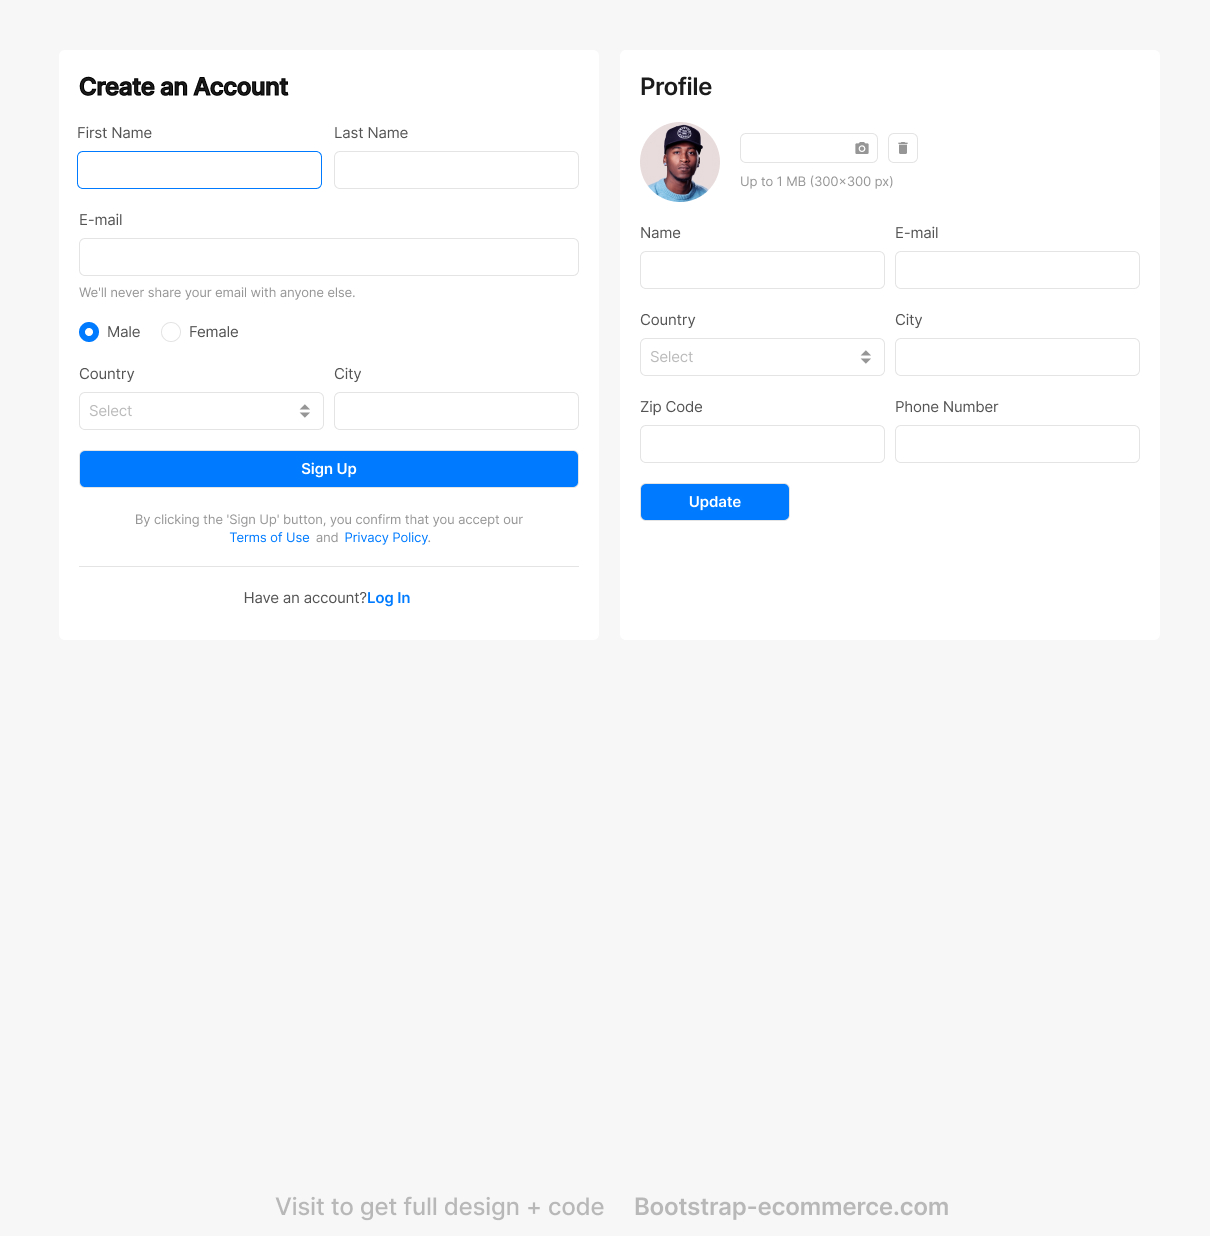 Create an Account
First Name
Last Name
E-mail
We'll never share your email with anyone else.
Male
Female
Country
City
Select
Sign Up
By clicking the 'Sign Up' button, you confirm that you accept our
Terms of Use and Privacy Policy.
Have an account?Log In
Profile
Up to 1 MB (300×300 px)
Name
E-mail
Country
City
Select
Zip Code
Phone Number
Update
Visit to get full design + code Bootstrap-ecommerce.com